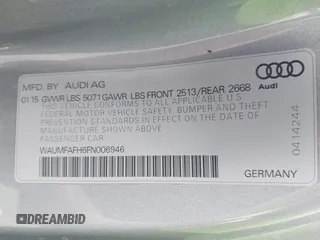 MFD. BY AUDI AG
01 15 GVWR LBS 5071 GAWR LBS FRONT 2513/REAR 2668
THIS VEHICLE CONFORMS TO ALL APPLICABLE U.S.
FEDERAL MOTOR VEHICLE SAFETY, BUMPER, AND THEFT
PREVENTION STANDARDS IN EFFECT ON THE DATE OF
MANUFACTURE SHOWN ABOVE.
PASSENGER CAR
WAUMFAFH6FN006946
Audi
0414244
GERMANY
DREAMBID